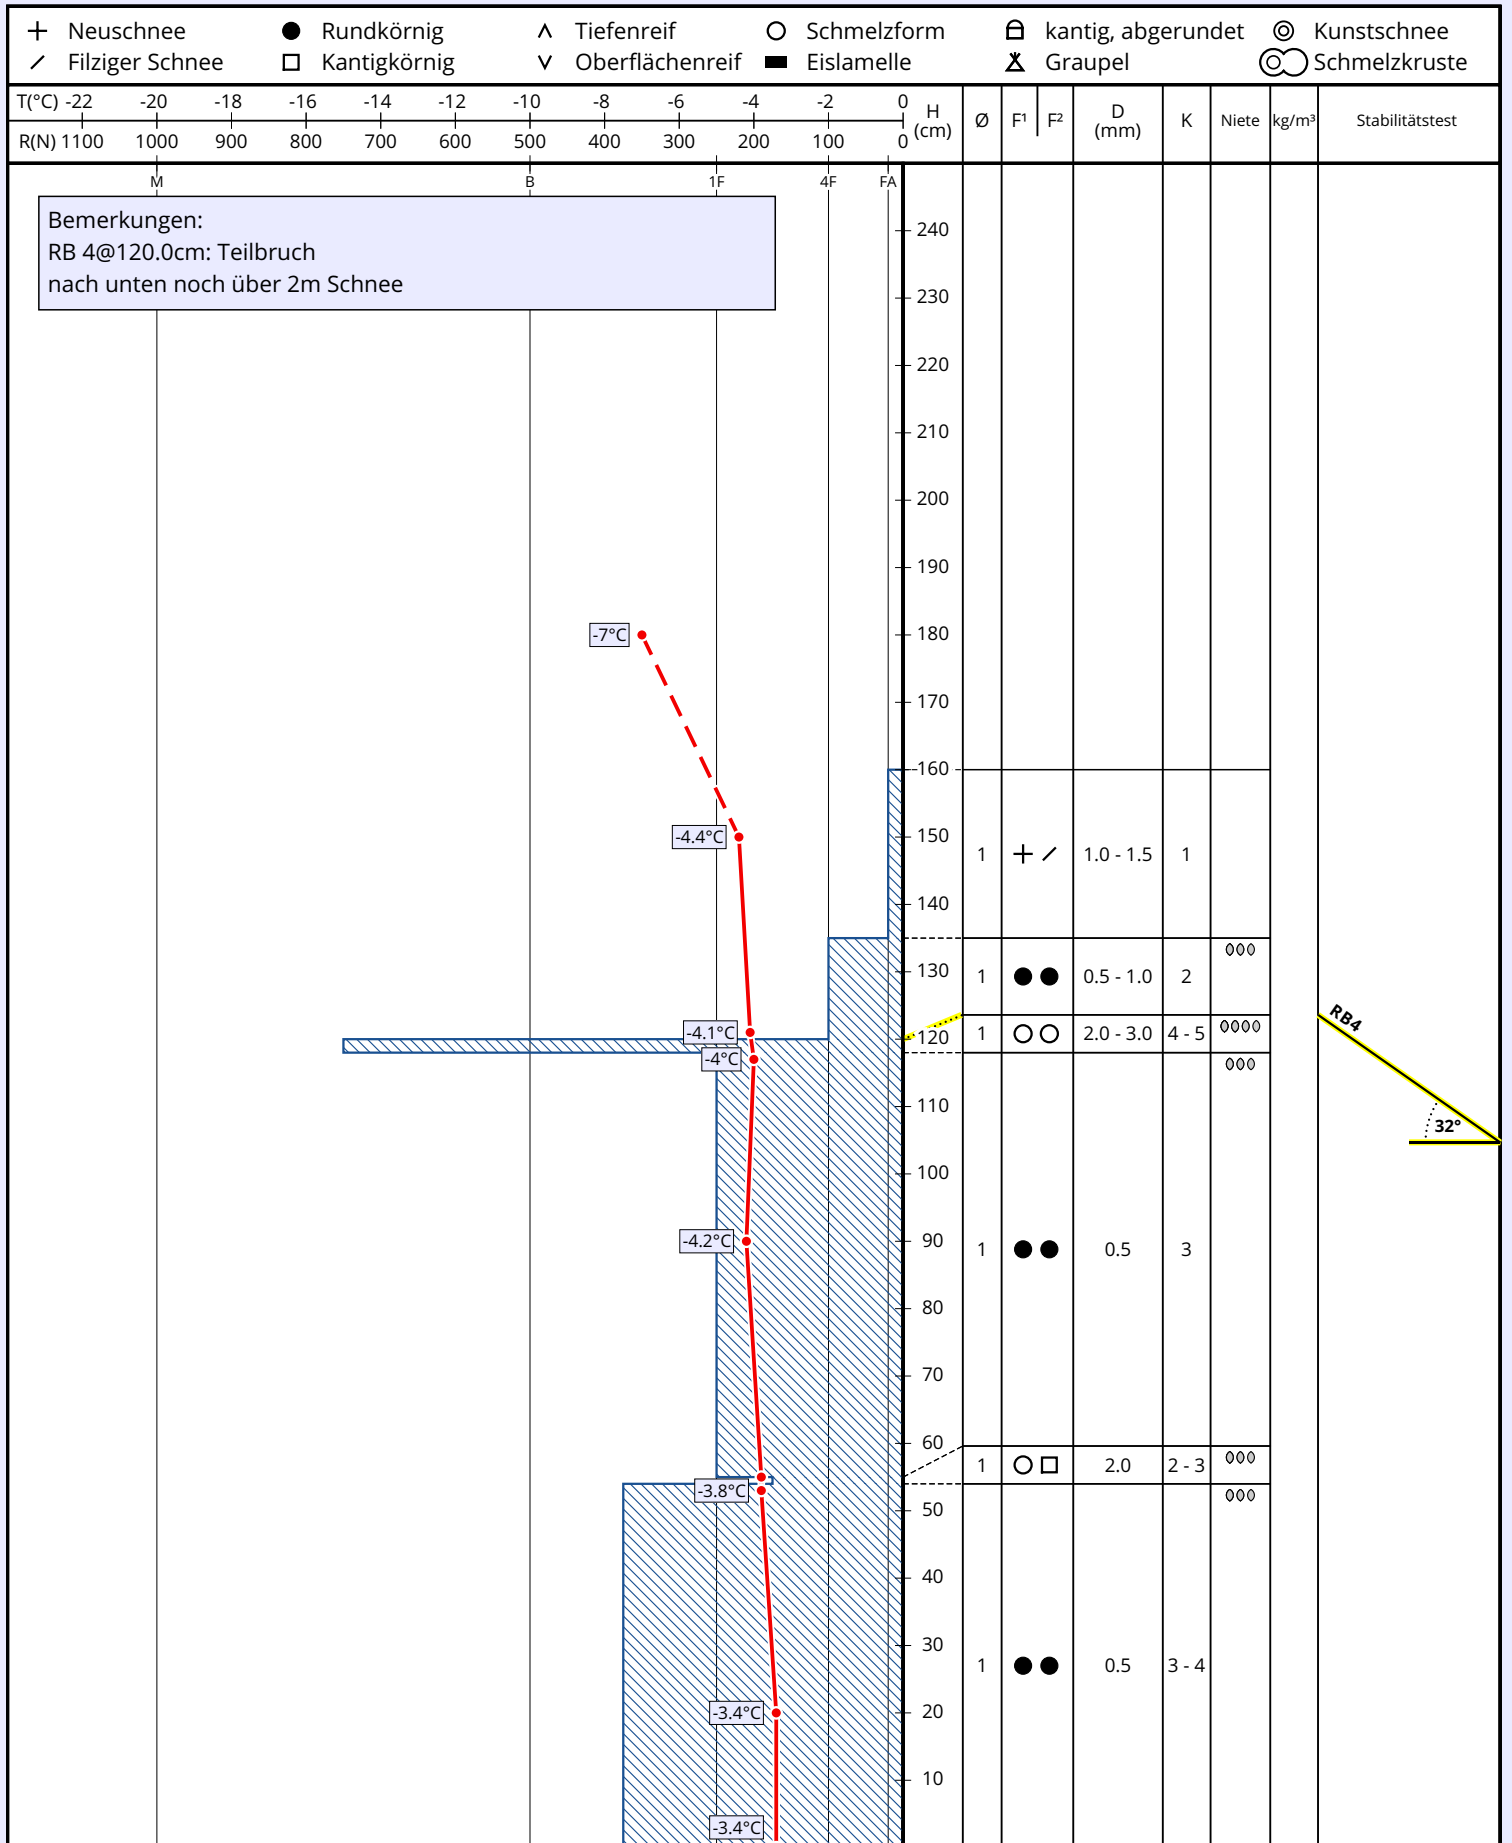 Neuschnee Rundkörnig Tiefenreif Schmelzform kantig, abgerundet Kunstschnee
Filziger Schnee Kantigkörnig Oberflächenreif Eislamelle Graupel Schmelzkruste
T(°C) -22 -20 -18 -16 -14 -12 -10 -8 -6 -4 -2 0
R(N) 1100 1000 900 800 700 600 500 400 300 200 100 0
H (cm) Ø F¹ F² D (mm) K Niete kg/m³ Stabilitätstest
M B 1F 4F FA
Bemerkungen:
RB 4@120.0cm: Teilbruch
nach unten noch über 2m Schnee
240
230
220
210
200
190
-7°C 180
170
160
-4.4°C 150
1 1.0 - 1.5 1
140
130
1 0.5 - 1.0 2
RB4
-4.1°C 120 1 2.0 - 3.0 4 - 5
-4°C
110
32°
100
-4.2°C 90
1 0.5 3
80
70
60
1 2.0 2 - 3
-3.8°C
50
40
30
1 0.5 3 - 4
-3.4°C 20
10
-3.4°C